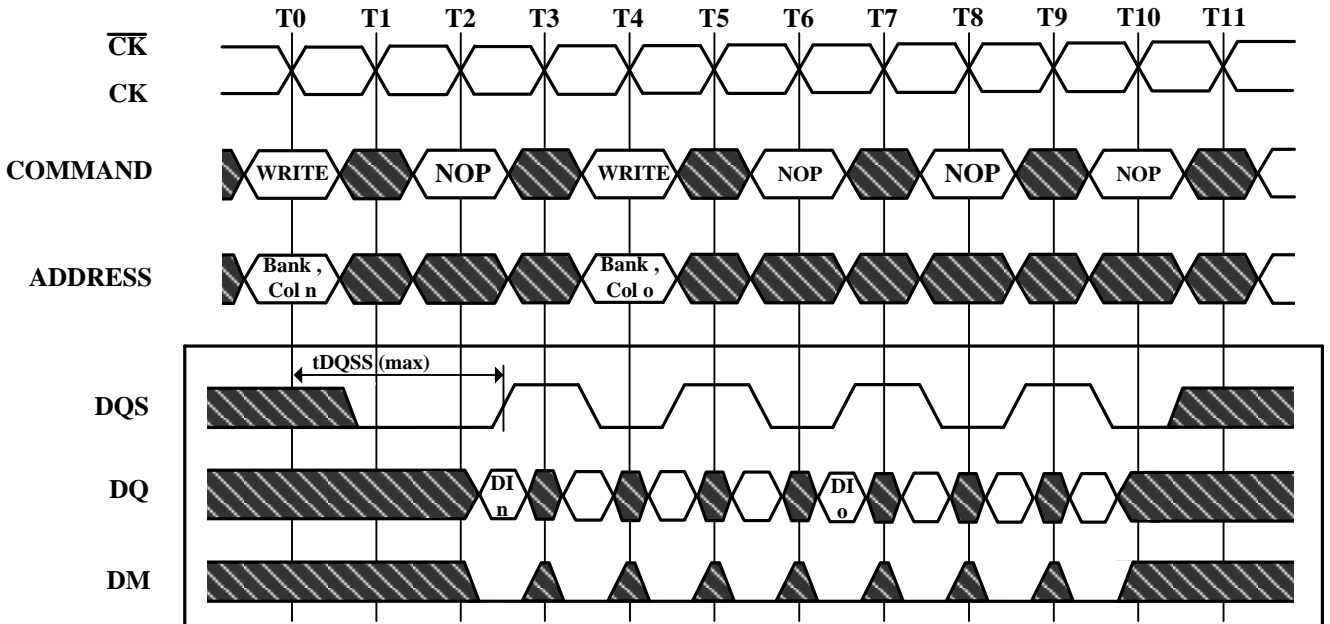 T0 T1 T2 T3 T4 T5 T6 T7 T8 T9 T10 T11
CK
CK
COMMAND WRITE NOP WRITE NOP NOP NOP
ADDRESS Bank , Bank ,
Col n Col o
tDQSS (max)
DQS
DQ DI DI
n o
DM